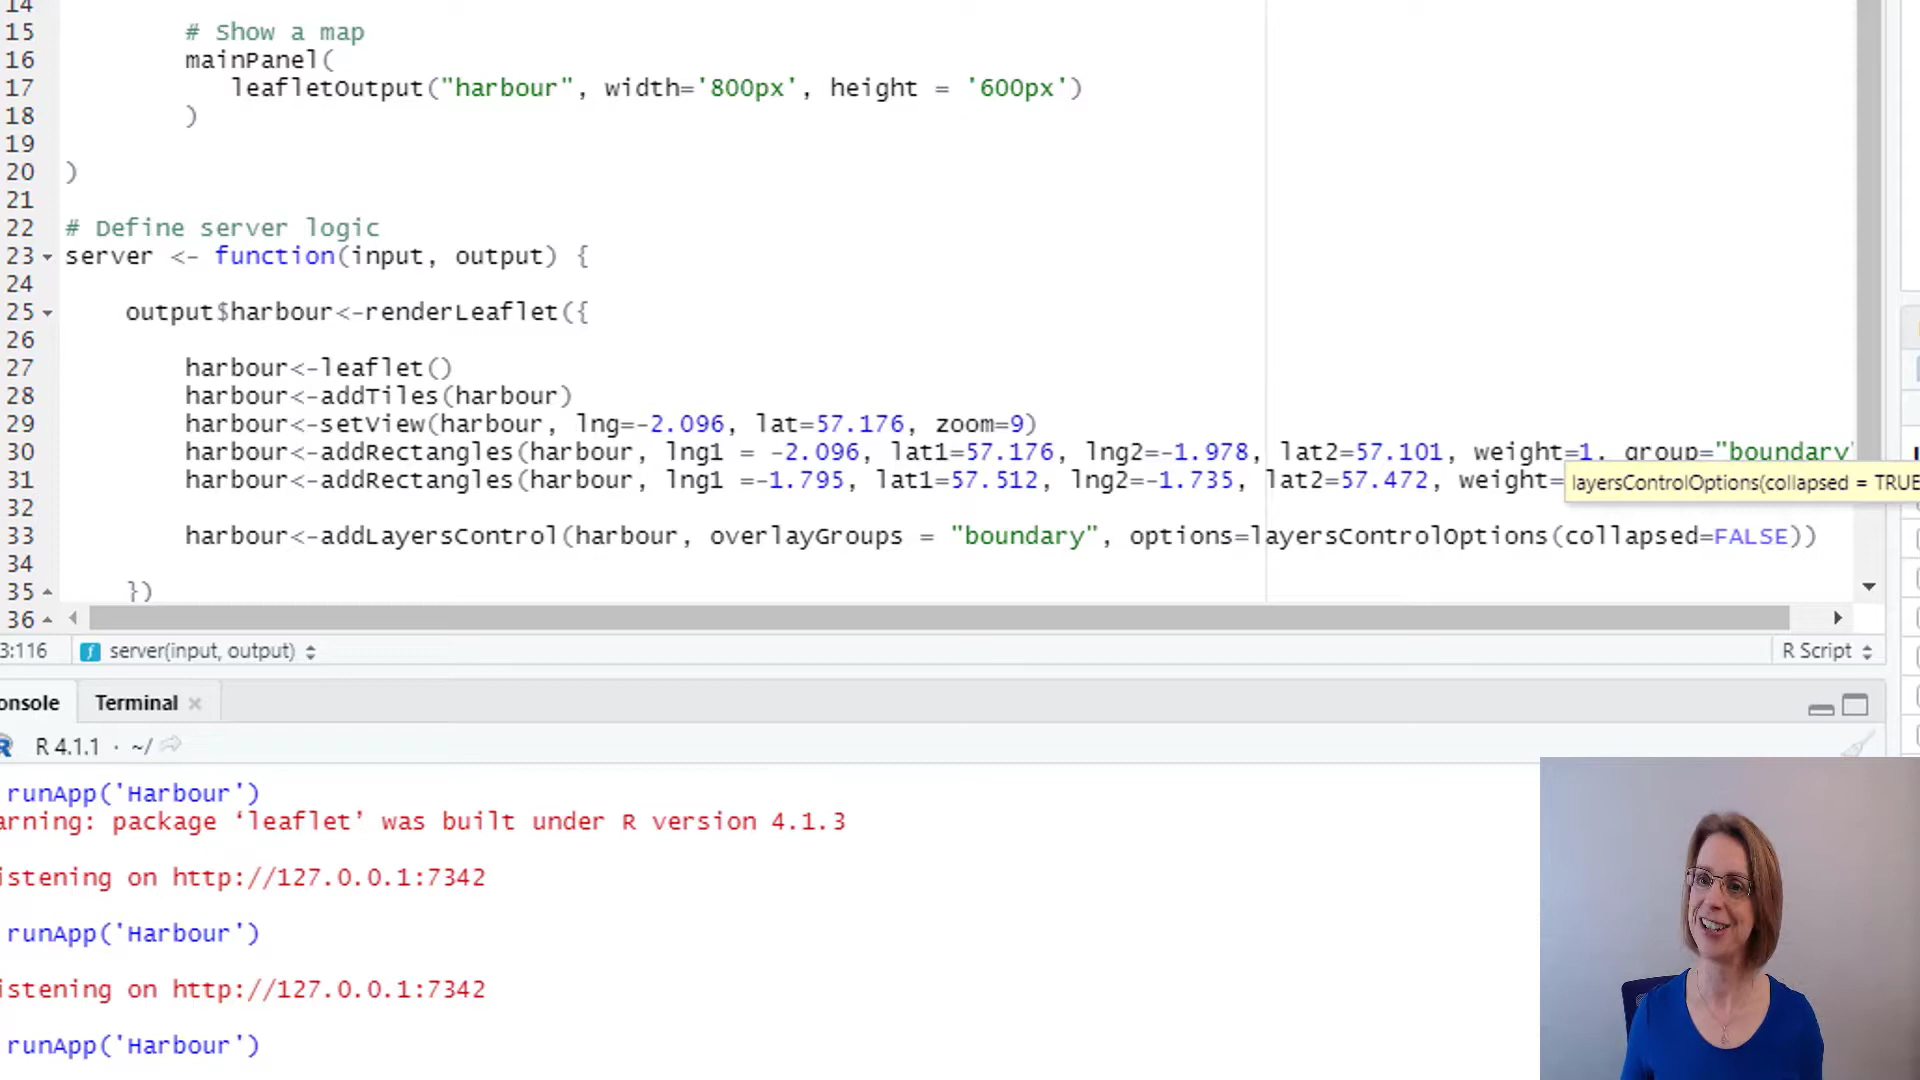 14
15 # Show a map
16 mainPanel(
17 leafletOutput("harbour", width='800px', height = '600px')
18 )
19
20 )
21
22 # Define server logic
23 server <- function(input, output) {
24
25 output$harbour<-renderLeaflet({
26
27 harbour<-leaflet()
28 harbour<-addTiles(harbour)
29 harbour<-setView(harbour, lng=-2.096, lat=57.176, zoom=9)
30 harbour<-addRectangles(harbour, lng1 = -2.096, lat1=57.176, lng2=-1.978, lat2=57.101, weight=1, group="boundary"
31 harbour<-addRectangles(harbour, lng1 =-1.795, lat1=57.512, lng2=-1.735, lat2=57.472, weight=
layersControlOptions(collapsed = TRUE
32
33 harbour<-addLayersControl(harbour, overlayGroups = "boundary", options=layersControlOptions(collapsed=FALSE))
34
35 })
36
3:116 server(input, output) R Script
onsole Terminal
R 4.1.1 · ~/
runApp('Harbour')
arning: package ‘leaflet’ was built under R version 4.1.3
istening on http://127.0.0.1:7342
runApp('Harbour')
istening on http://127.0.0.1:7342
runApp('Harbour')